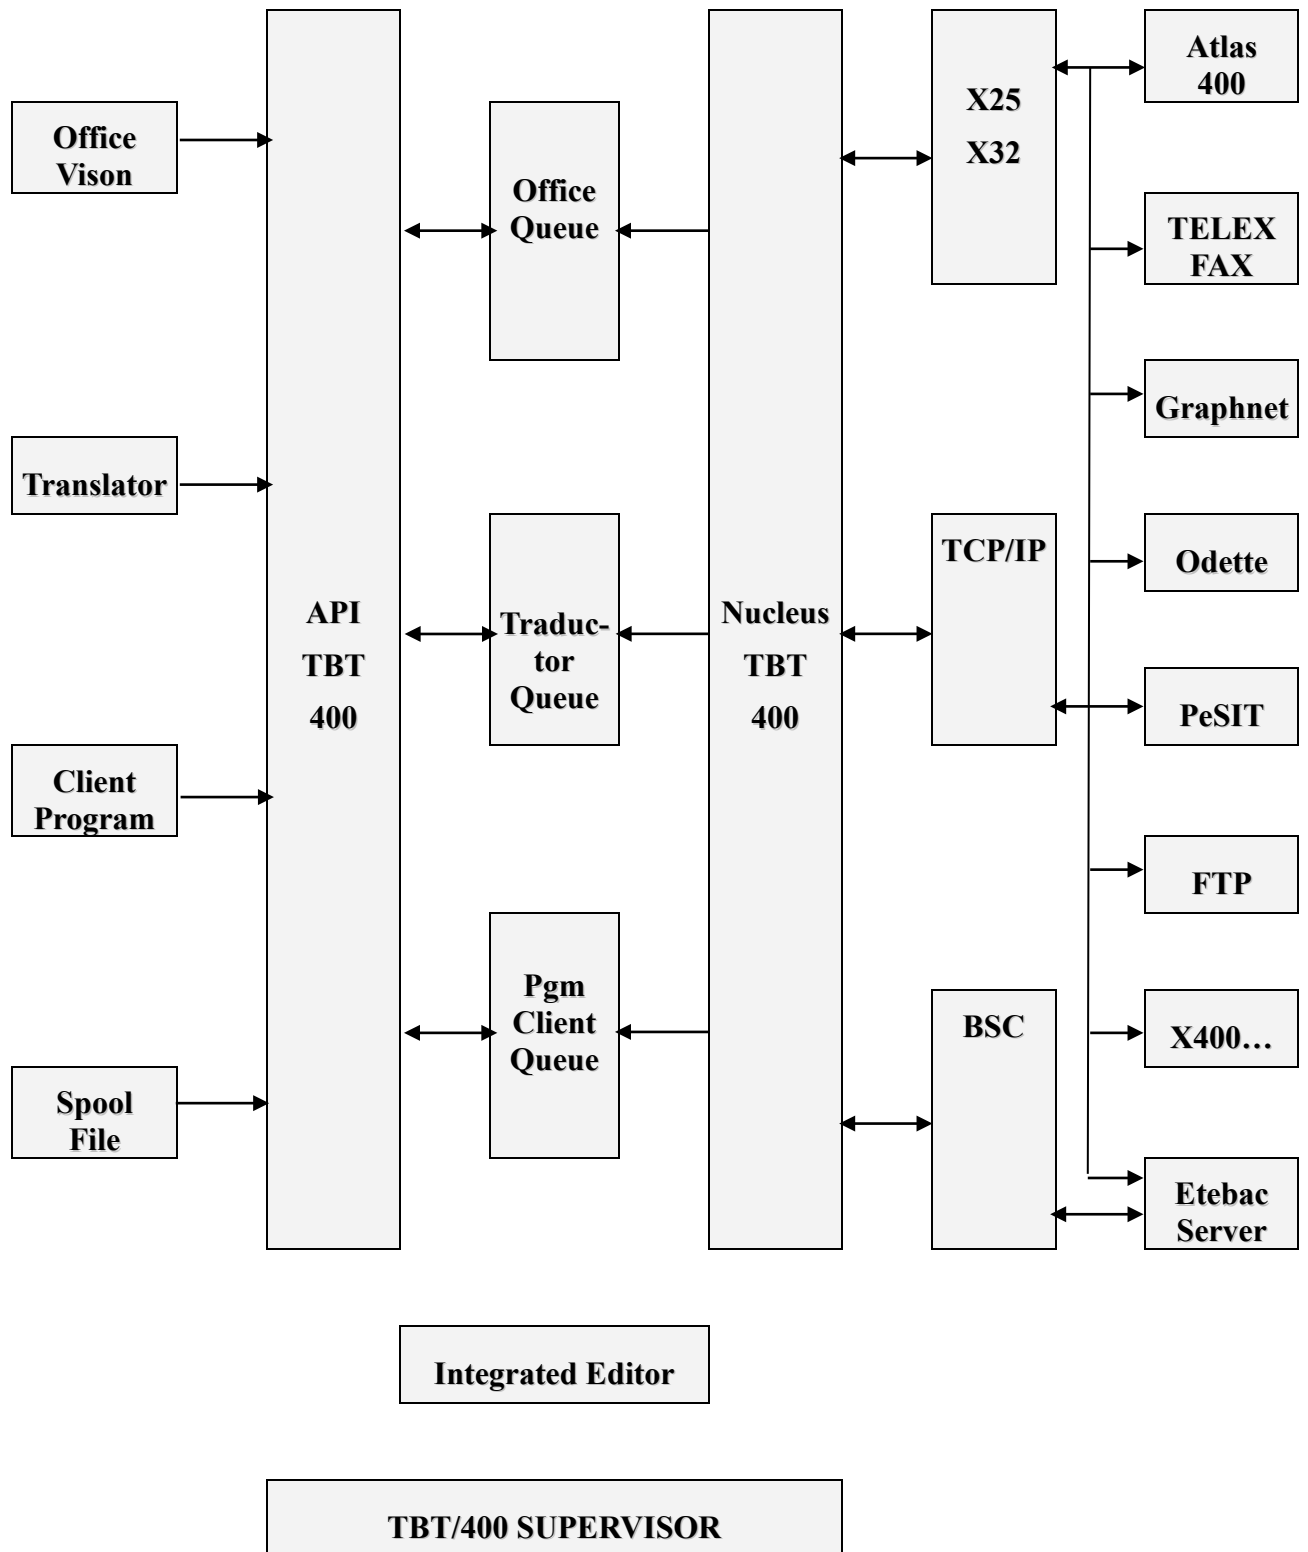 Office
Vison
Translator
Client
Program
Spool
File
API
TBT
400
Office
Queue
Traduc-
tor
Queue
Pgm
Client
Queue
Nucleus
TBT
400
X25
X32
TCP/IP
BSC
Atlas
400
TELEX
FAX
Graphnet
Odette
PeSIT
FTP
X400…
Etebac
Server
Integrated Editor
TBT/400 SUPERVISOR